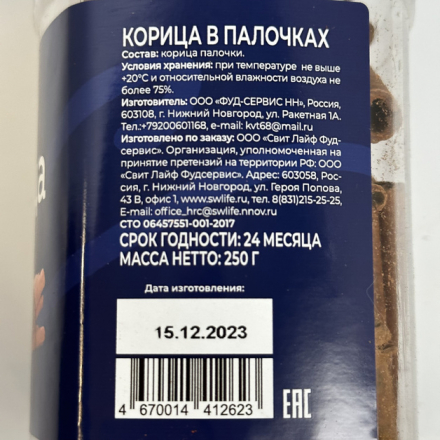 КОРИЦА В ПАЛОЧКАХ
Состав: корица палочки.
Условия хранения: при температуре не выше
+20°С и относительной влажности воздуха не
более 75%.
Изготовитель: ООО «ФУД-СЕРВИС НН», Россия,
603108, г. Нижний Новгород, ул. Ракетная 1А.
Тел.:+79200601168, e-mail: kvt68@mail.ru
Изготовлено по заказу: ООО «Свит Лайф Фуд-
сервис». Организация, уполномоченная на
принятие претензий на территории РФ: ООО
«Свит Лайф Фудсервис». Адрес: 603058, Рос-
сия, г. Нижний Новгород, ул. Героя Попова,
43 В, офис 1, www.swlife.ru, тел. 8(831)215-25-25,
E-mail: office_hrc@swlife.nnov.ru
СТО 06457551-001-2017
СРОК ГОДНОСТИ: 24 МЕСЯЦА
МАССА НЕТТО: 250 Г
Дата изготовления:
15.12.2023
4 670014 412623
ЕАС